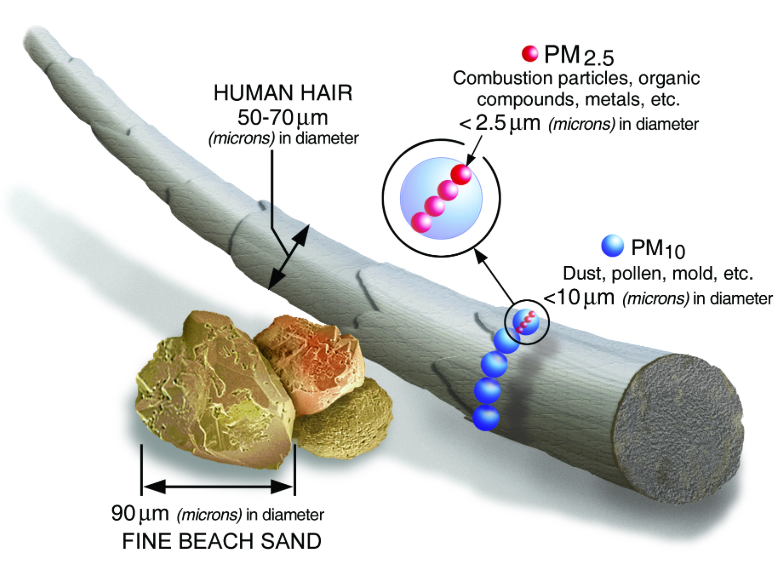 HUMAN HAIR
50-70μm
(microns) in diameter
PM2.5
Combustion particles, organic
compounds, metals, etc.
<2.5μm (microns) in diameter
PM10
Dust, pollen, mold, etc.
<10μm (microns) in diameter
90μm (microns) in diameter
FINE BEACH SAND